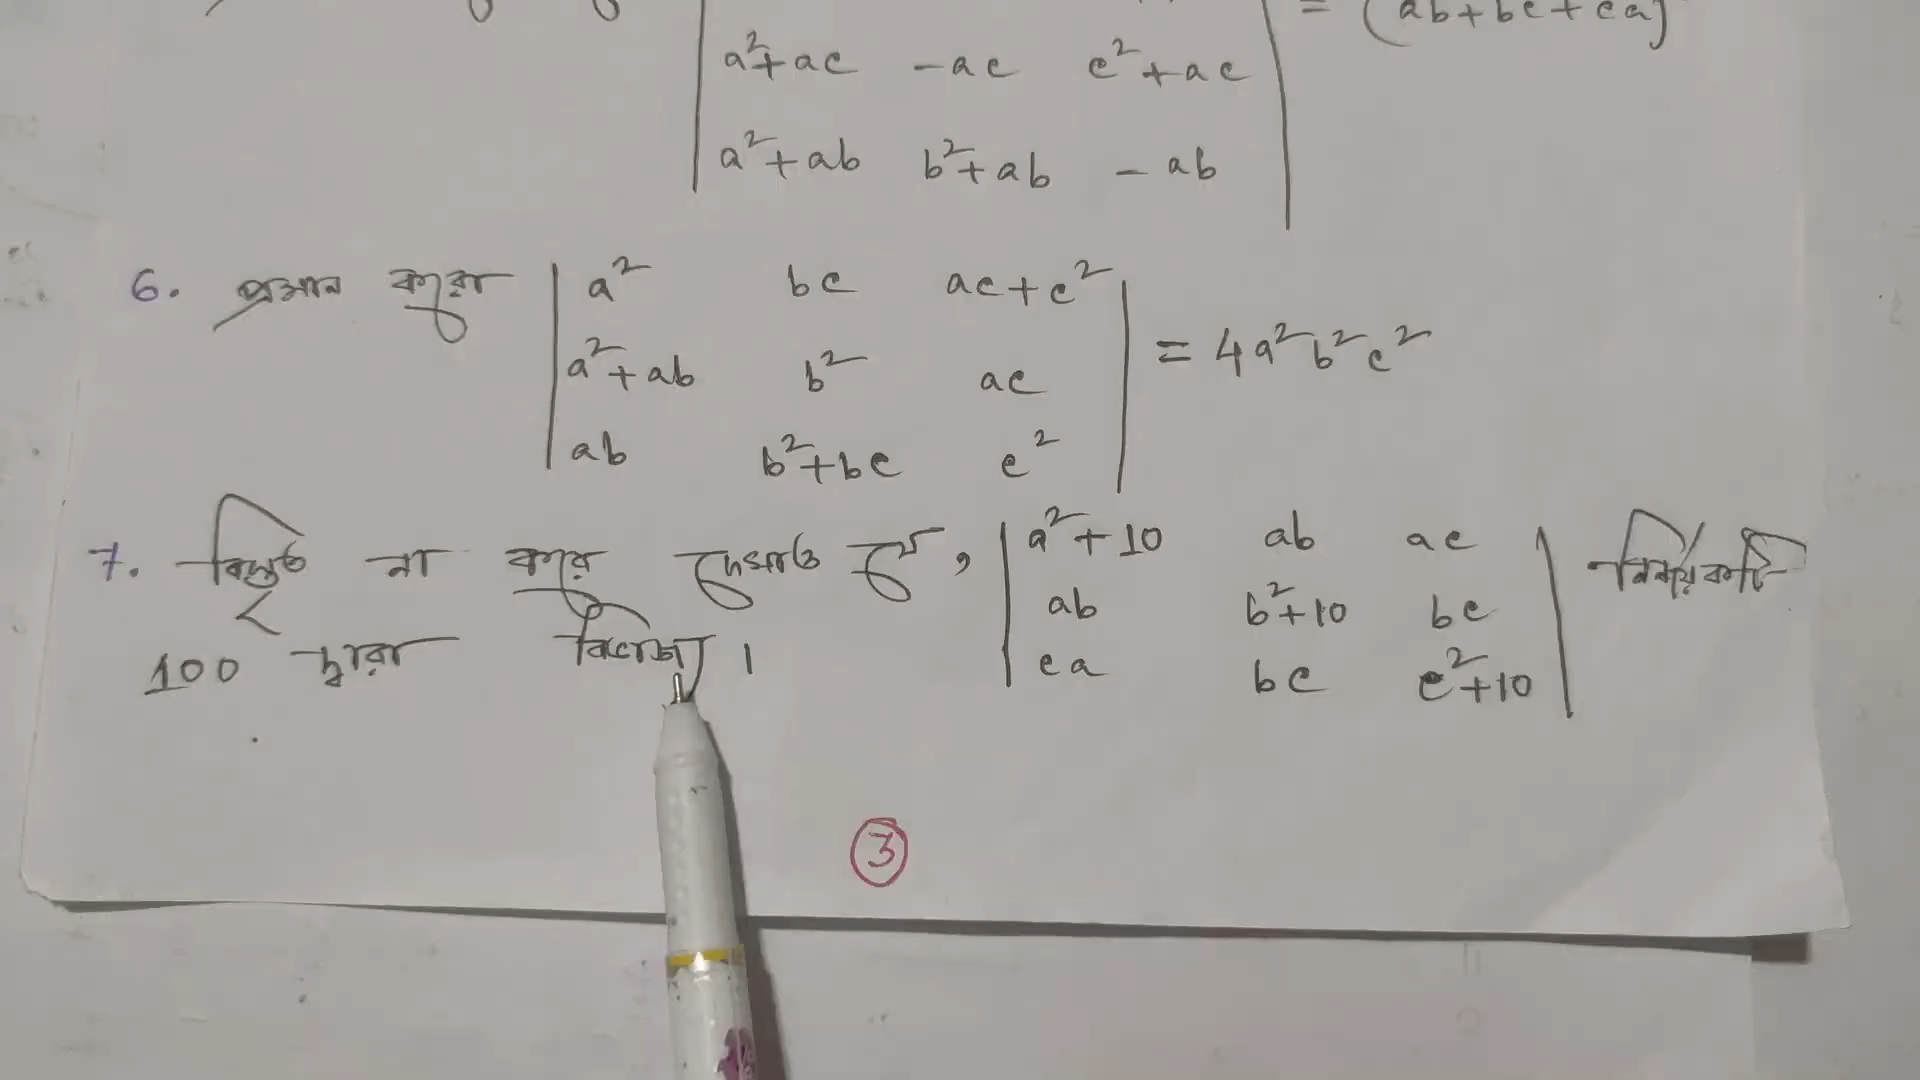 = (ab+bc+ca)
a²+ac -ac c²+ac
a²+ab b²+ab -ab
6. প্রমান করো | a² bc ac+c² |
| a²+ab b² ac | = 4a²b²c²
| ab b²+bc c² |
7. বিস্তৃত না করে দেখাও যে, | a²+10 ab ac | নির্ণায়কটি
| ab b²+10 bc |
100 দ্বারা বিভাজ্য । | ca bc c²+10 |
3